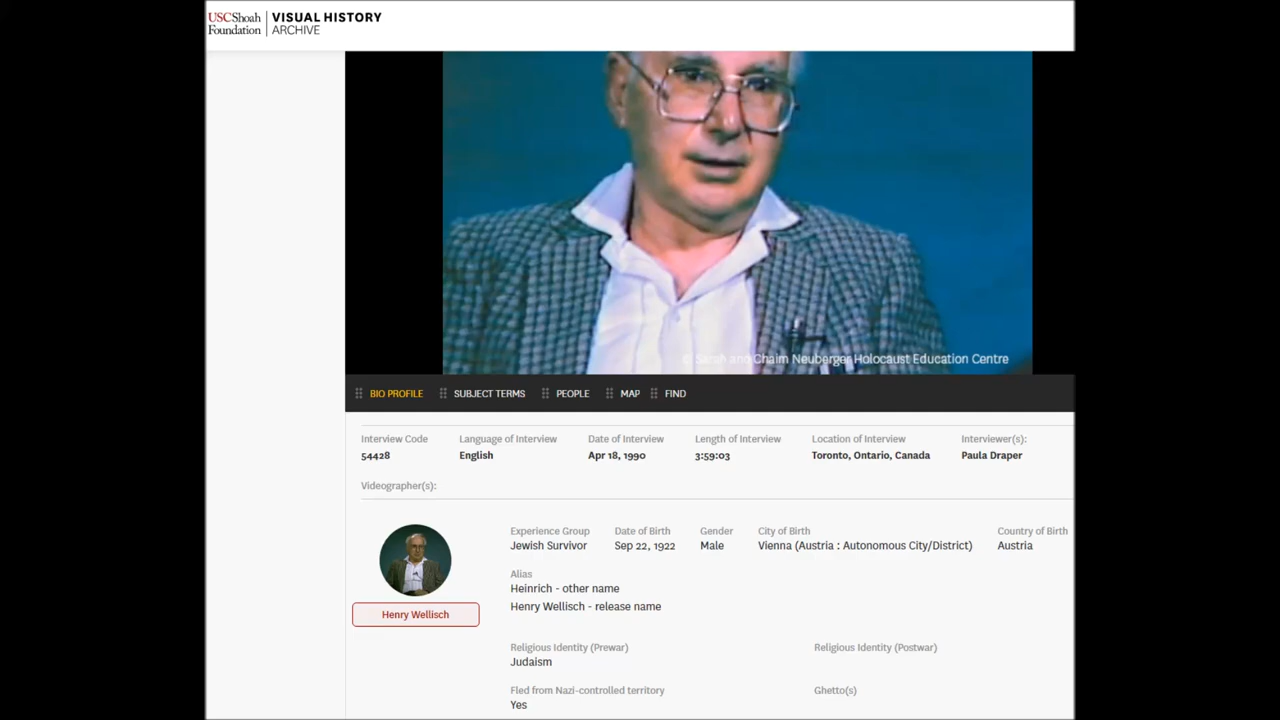 USCShoah Foundation | VISUAL HISTORY ARCHIVE
© Sarah and Chaim Neuberger Holocaust Education Centre
BIO PROFILE SUBJECT TERMS PEOPLE MAP FIND
Interview Code Language of Interview Date of Interview Length of Interview Location of Interview Interviewer(s):
54428 English Apr 18, 1990 3:59:03 Toronto, Ontario, Canada Paula Draper
Videographer(s):
Experience Group Date of Birth Gender City of Birth Country of Birth
Jewish Survivor Sep 22, 1922 Male Vienna (Austria : Autonomous City/District) Austria
Alias
Heinrich - other name
Henry Wellisch - release name
Henry Wellisch
Religious Identity (Prewar) Religious Identity (Postwar)
Judaism
Fled from Nazi-controlled territory Ghetto(s)
Yes